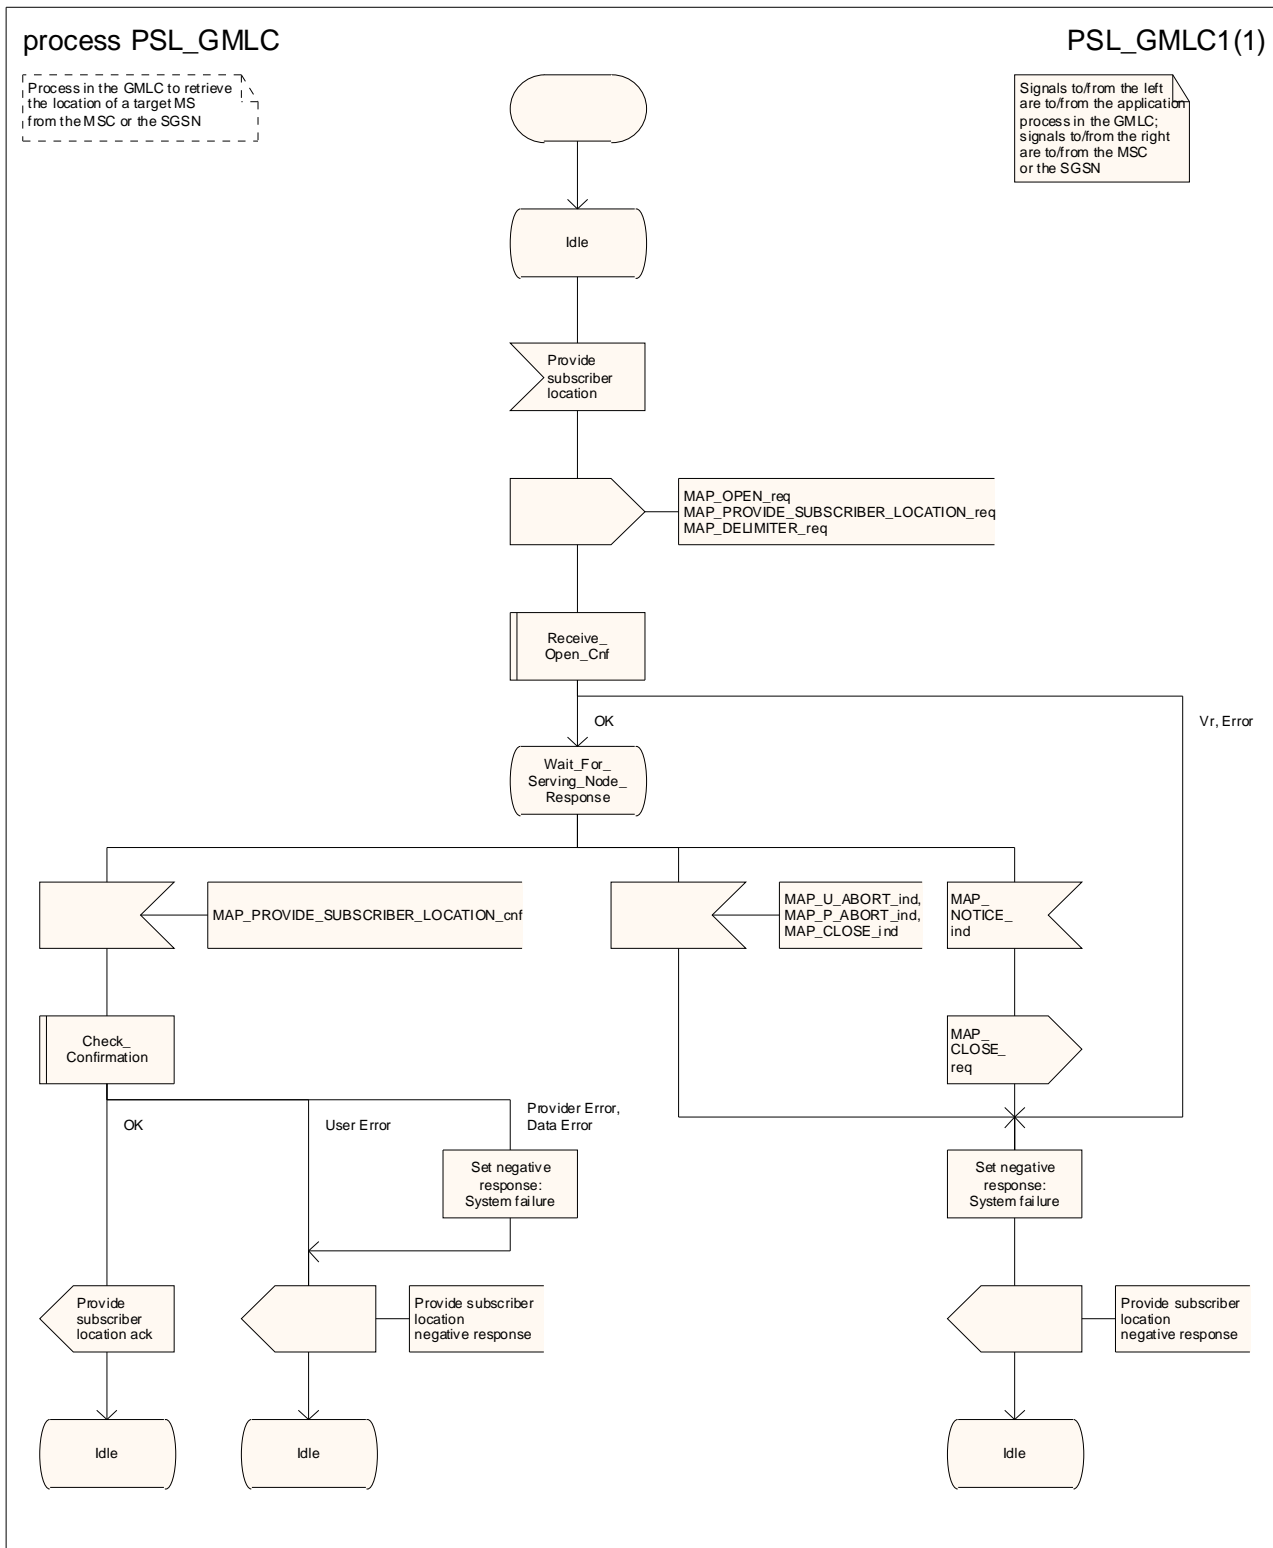 process PSL_GMLC
PSL_GMLC1(1)
Process in the GMLC to retrieve
the location of a target MS
from the MSC or the SGSN
Signals to/from the left
are to/from the application
process in the GMLC;
signals to/from the right
are to/from the MSC
or the SGSN
Idle
Provide
subscriber
location
MAP_OPEN_req
MAP_PROVIDE_SUBSCRIBER_LOCATION_req
MAP_DELIMITER_req
Receive_
Open_Cnf
OK
Vr, Error
Wait_For_
Serving_Node_
Response
MAP_PROVIDE_SUBSCRIBER_LOCATION_cnf
MAP_U_ABORT_ind,
MAP_P_ABORT_ind,
MAP_CLOSE_ind
MAP_
NOTICE_
ind
Check_
Confirmation
MAP_
CLOSE_
req
OK
User Error
Provider Error,
Data Error
Set negative
response:
System failure
Set negative
response:
System failure
Provide
subscriber
location ack
Provide subscriber
location
negative response
Provide subscriber
location
negative response
Idle
Idle
Idle